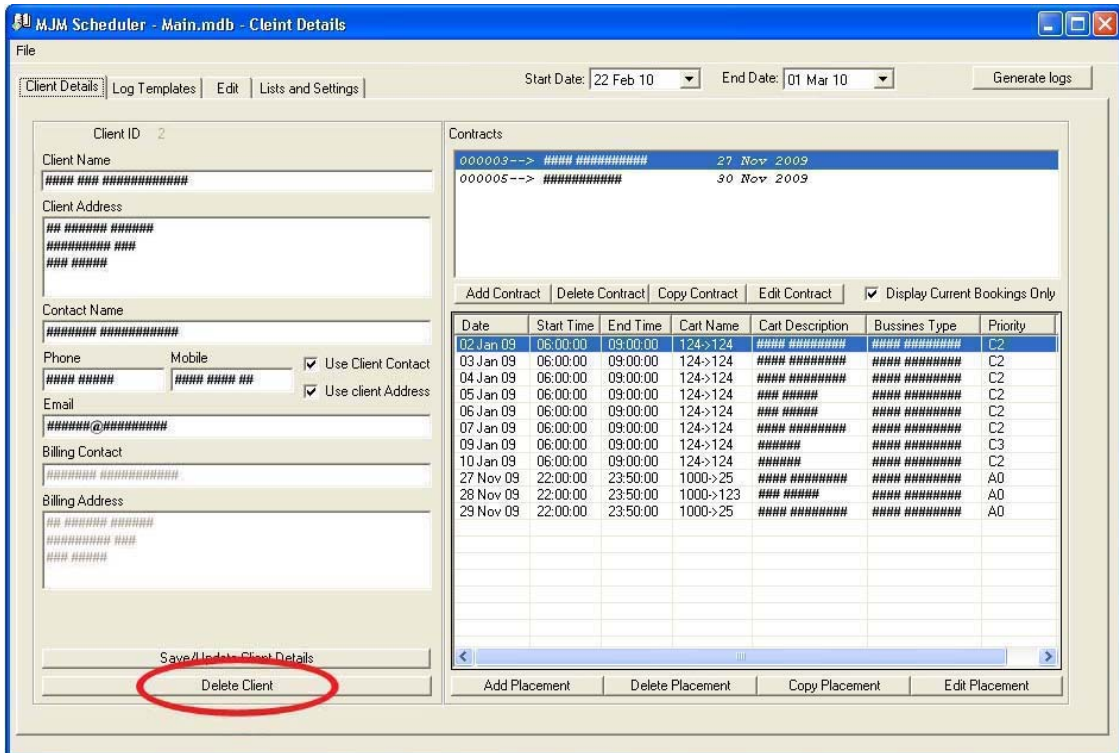 MJM Scheduler - Main.mdb - Cleint Details
File
Client Details Log Templates Edit Lists and Settings
Start Date: 22 Feb 10 End Date: 01 Mar 10 Generate logs
Client ID 2
Client Name
#### ### ############
Client Address
## ###### ######
######### ###
### #####
Contact Name
####### ###########
Phone Mobile
#### ##### #### #### ##
Use Client Contact
Use client Address
Email
######@#########
Billing Contact
####### ###########
Billing Address
## ###### ######
######### ###
### #####
Save/Update Client Details
Delete Client
Contracts
000003--> #### ########## 27 Nov 2009
000005--> ########### 30 Nov 2009
Add Contract Delete Contract Copy Contract Edit Contract Display Current Bookings Only
Date Start Time End Time Cart Name Cart Description Bussines Type Priority
02 Jan 09 06:00:00 09:00:00 124->124 #### ######## #### ######## C2
03 Jan 09 06:00:00 09:00:00 124->124 #### ######## #### ######## C2
04 Jan 09 06:00:00 09:00:00 124->124 #### ######## #### ######## C2
05 Jan 09 06:00:00 09:00:00 124->124 ### ##### #### ######## C2
06 Jan 09 06:00:00 09:00:00 124->124 ### ##### #### ######## C2
07 Jan 09 06:00:00 09:00:00 124->124 #### ######## #### ######## C2
09 Jan 09 06:00:00 09:00:00 124->124 ###### #### ######## C3
10 Jan 09 06:00:00 09:00:00 124->124 ###### #### ######## C2
27 Nov 09 22:00:00 23:50:00 1000->25 #### ######## #### ######## A0
28 Nov 09 22:00:00 23:50:00 1000->123 ### ##### #### ######## A0
29 Nov 09 22:00:00 23:50:00 1000->25 #### ######## #### ######## A0
Add Placement Delete Placement Copy Placement Edit Placement